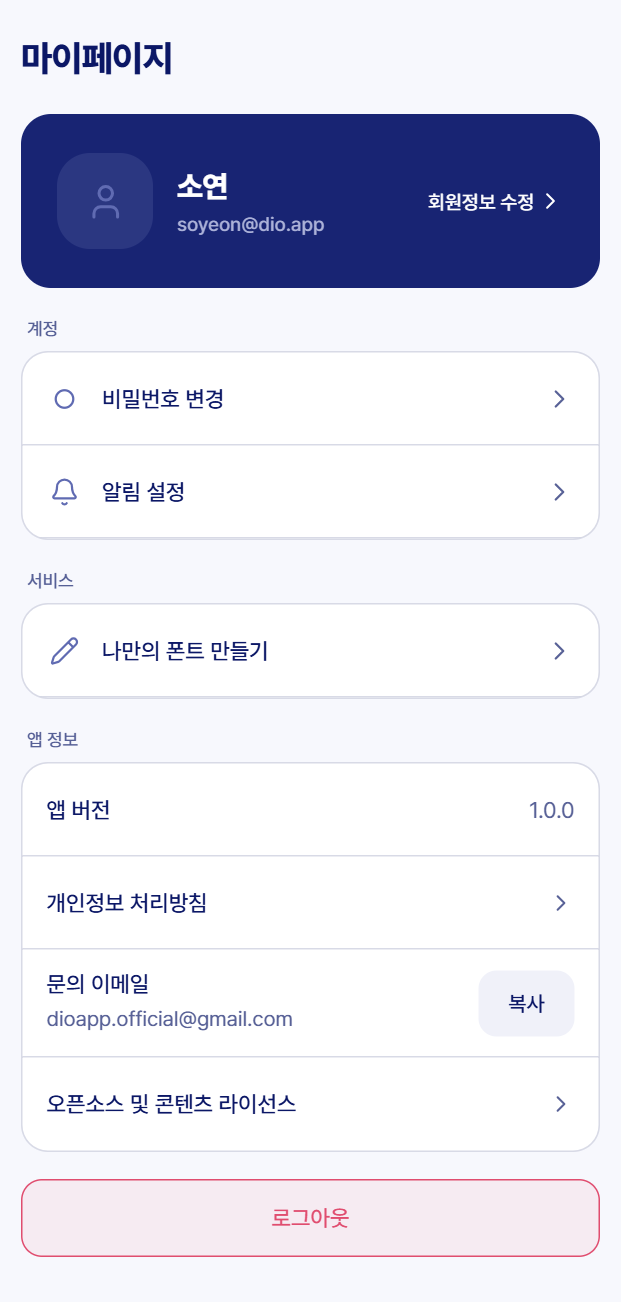 마이페이지
소연
soyeon@dio.app
회원정보 수정
계정
비밀번호 변경
알림 설정
서비스
나만의 폰트 만들기
앱 정보
앱 버전
1.0.0
개인정보 처리방침
문의 이메일
dioapp.official@gmail.com
복사
오픈소스 및 콘텐츠 라이선스
로그아웃